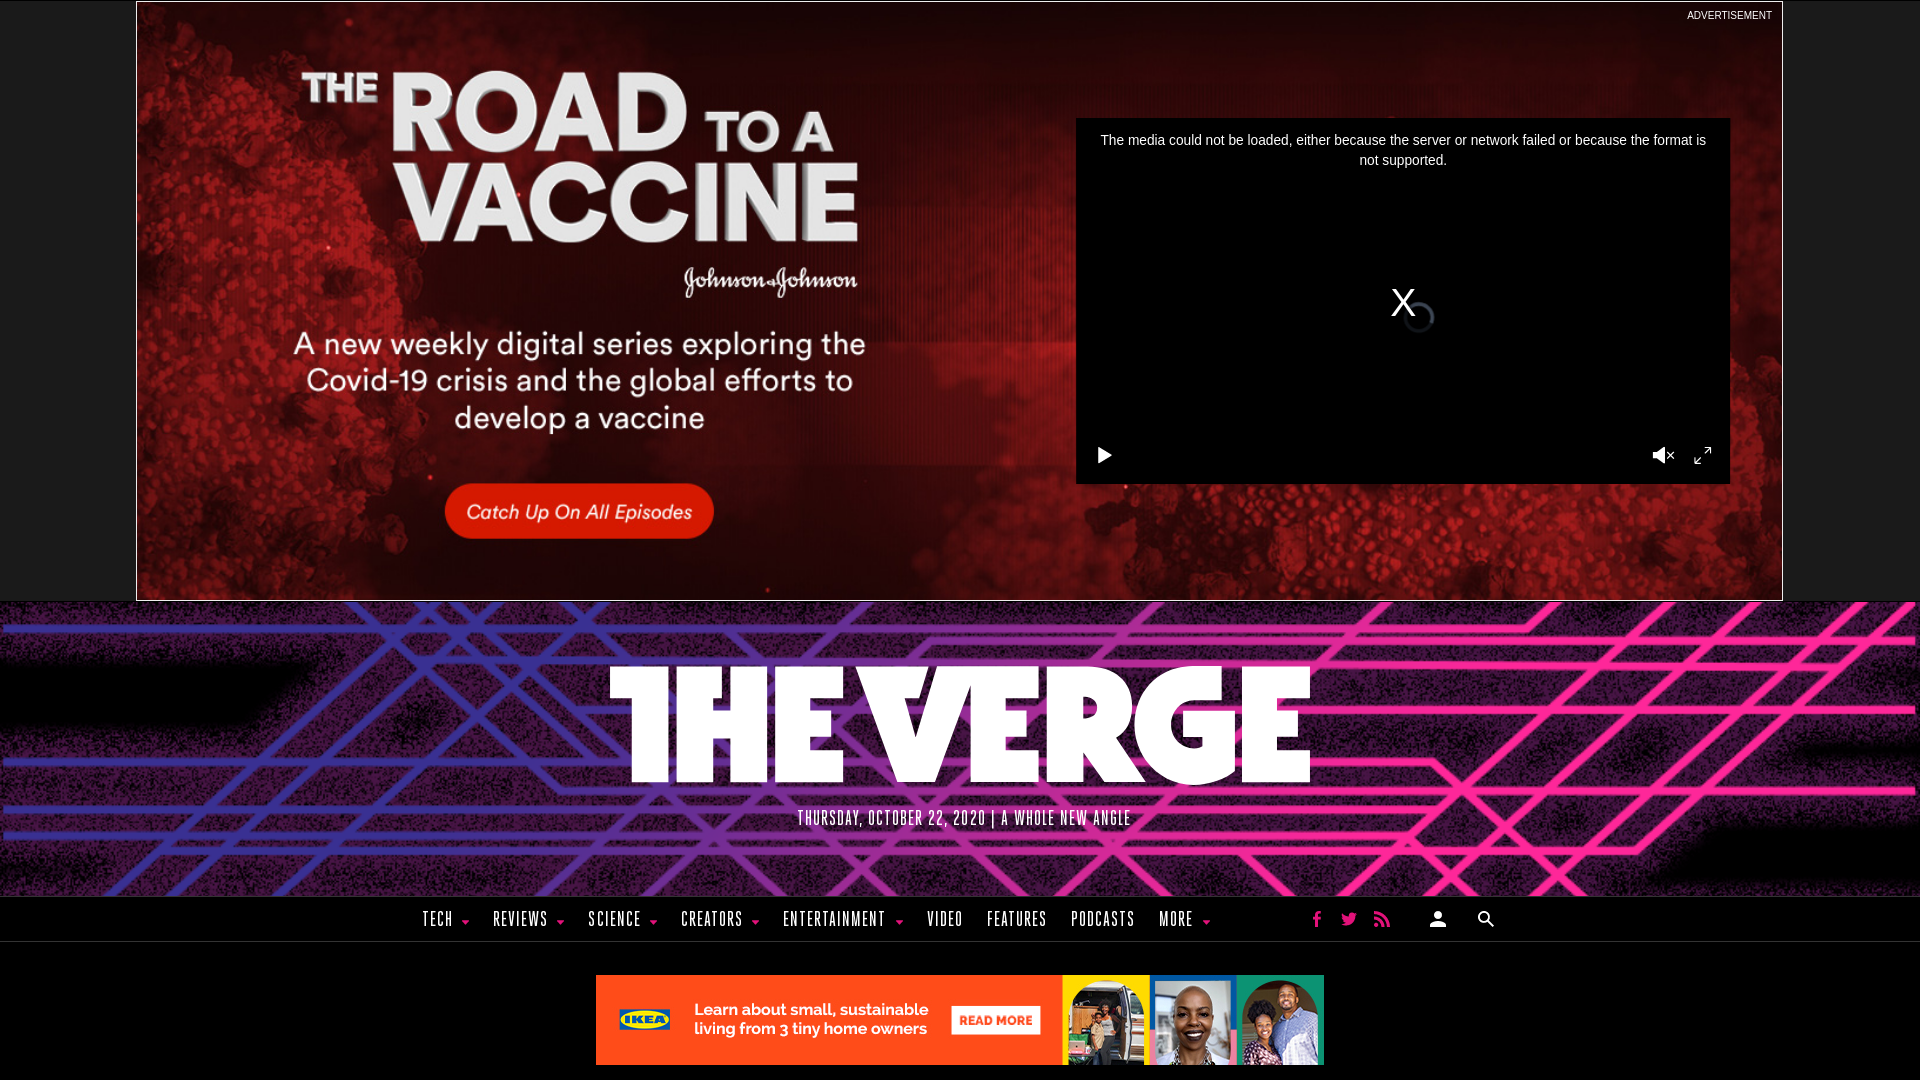 ADVERTISEMENT
THE ROAD TO A
VACCINE
Johnson & Johnson
A new weekly digital series exploring the
Covid-19 crisis and the global efforts to
develop a vaccine
Catch Up On All Episodes
The media could not be loaded, either because the server or network failed or because the format is
not supported.
X
THE VERGE
THURSDAY, OCTOBER 22, 2020 | A WHOLE NEW ANGLE
TECH REVIEWS SCIENCE CREATORS ENTERTAINMENT VIDEO FEATURES PODCASTS MORE
IKEA
Learn about small, sustainable
living from 3 tiny home owners
READ MORE